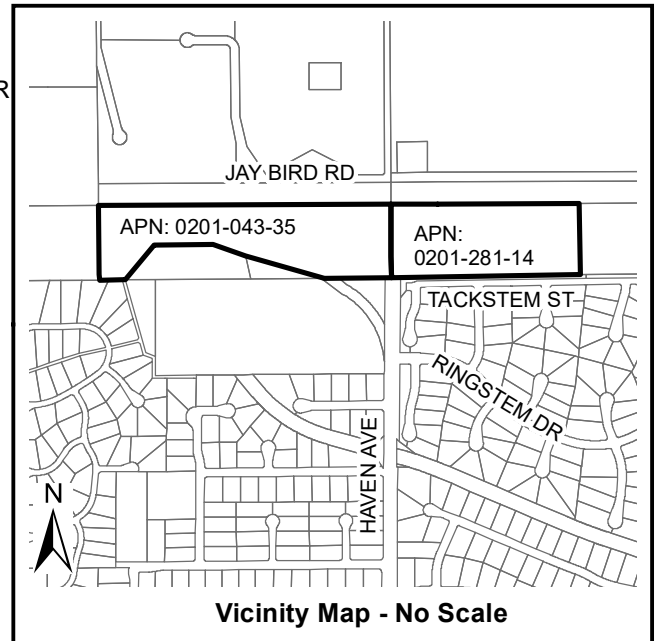 R
JAY BIRD RD
APN: 0201-043-35
APN:
0201-281-14
TACKSTEM ST
RINGSTEM DR
HAVEN AVE
N
Vicinity Map - No Scale